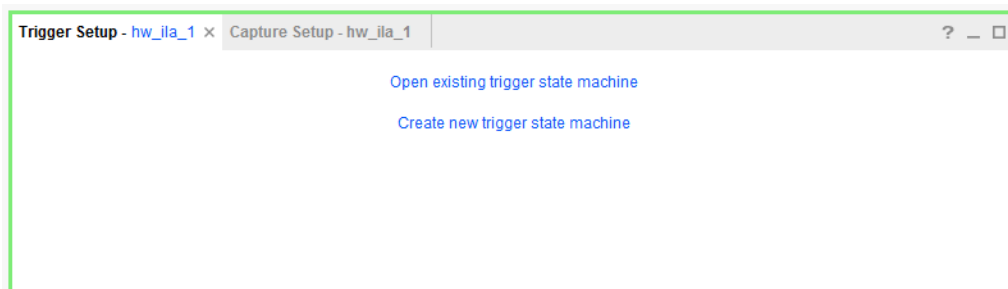 Trigger Setup - hw_ila_1 × Capture Setup - hw_ila_1 ? _ □
Open existing trigger state machine
Create new trigger state machine